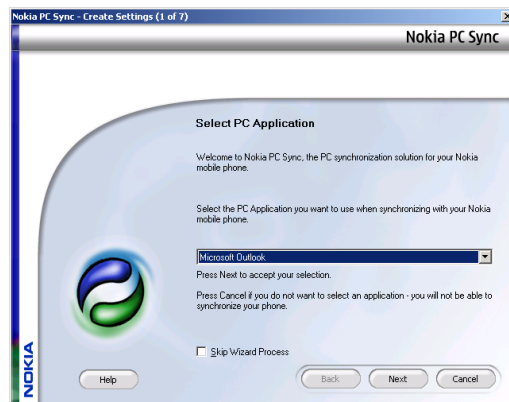 Nokia PC Sync - Create Settings (1 of 7)
Nokia PC Sync
Select PC Application
Welcome to Nokia PC Sync, the PC synchronization solution for your Nokia
mobile phone.
Select the PC Application you want to use when synchronizing with your Nokia
mobile phone.
Microsoft Outlook
Press Next to accept your selection.
Press Cancel if you do not want to select an application - you will not be able to
synchronize your phone.
Skip Wizard Process
NOKIA
Help
Back
Next
Cancel